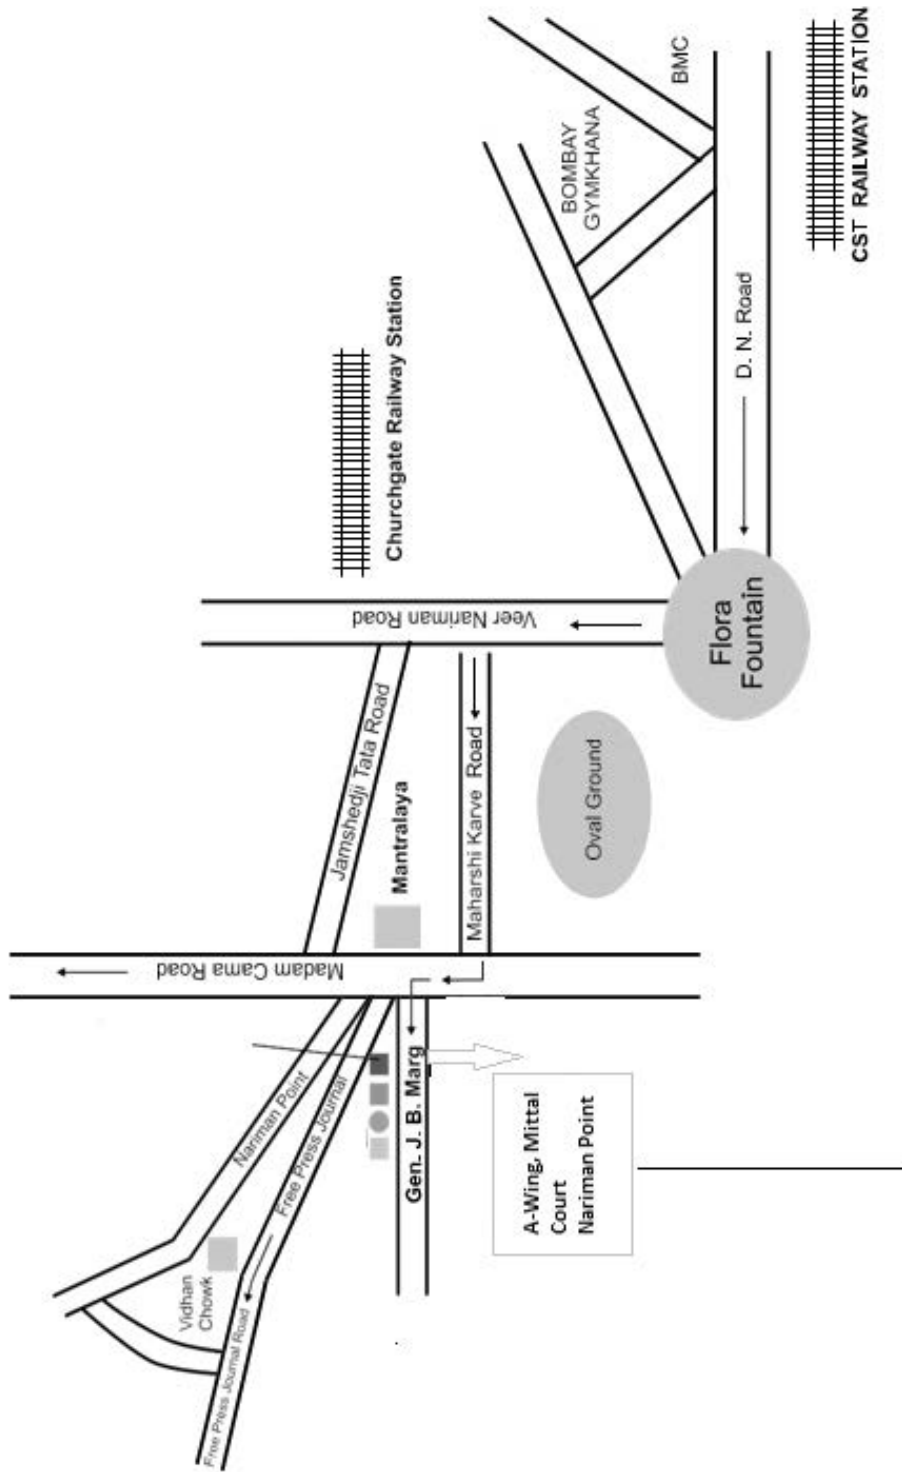 BMC
BOMBAY
GYMKHANA
CST RAILWAY STATION
D. N. Road
Churchgate Railway Station
Flora
Fountain
Veer Nariman Road
Jamshedji Tata Road
Maharshi Karve Road
Oval Ground
Mantralaya
Madam Cama Road
Nariman Point
Free Press Journal
Gen. J. B. Marg
A-Wing, Mittal
Court
Nariman Point
Vidhan
Chowk
Free Press Journal Road